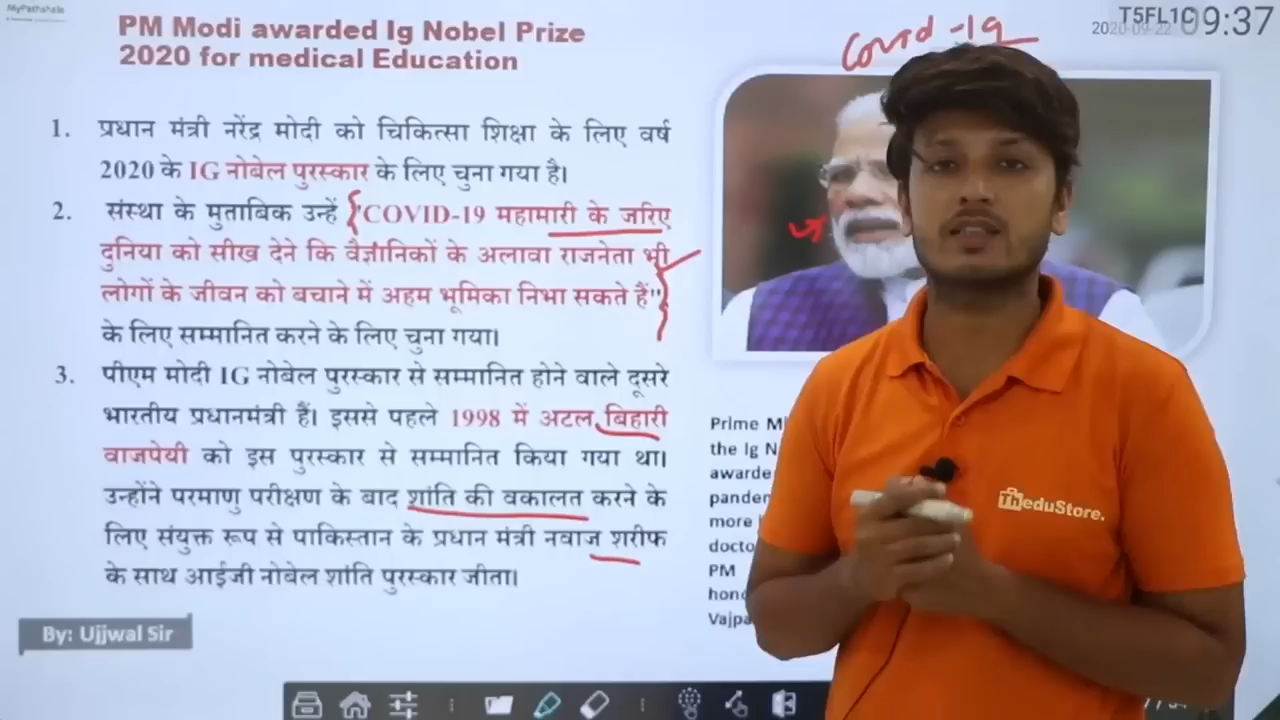 MyPathshala
T5FL1C
09:37
2020-09-22
PM Modi awarded Ig Nobel Prize
2020 for medical Education
Covid -19
1. प्रधान मंत्री नरेंद्र मोदी को चिकित्सा शिक्षा के लिए वर्ष
2020 के IG नोबेल पुरस्कार के लिए चुना गया है।
2. संस्था के मुताबिक उन्हें "COVID-19 महामारी के जरिए
दुनिया को सीख देने कि वैज्ञानिकों के अलावा राजनेता भी
लोगों के जीवन को बचाने में अहम भूमिका निभा सकते हैं"
के लिए सम्मानित करने के लिए चुना गया।
3. पीएम मोदी IG नोबेल पुरस्कार से सम्मानित होने वाले दूसरे
भारतीय प्रधानमंत्री हैं। इससे पहले 1998 में अटल बिहारी
वाजपेयी को इस पुरस्कार से सम्मानित किया गया था।
उन्होंने परमाणु परीक्षण के बाद शांति की वकालत करने के
लिए संयुक्त रूप से पाकिस्तान के प्रधान मंत्री नवाज शरीफ
के साथ आईजी नोबेल शांति पुरस्कार जीता।
Prime Mi
the Ig N
awarde
pandem
more
docto
PM
hono
Vajpa
TheduStore.
By: Ujjwal Sir